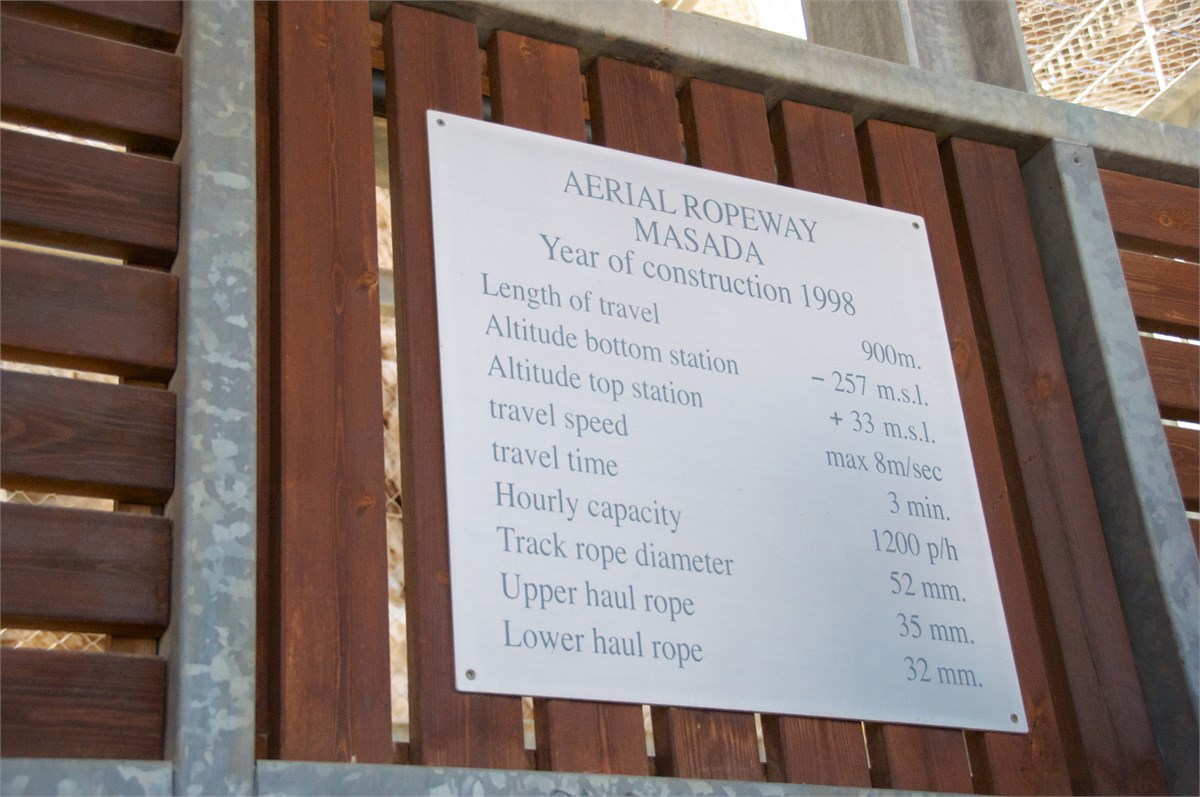 AERIAL ROPEWAY
MASADA
Year of construction 1998
Length of travel 900m.
Altitude bottom station - 257 m.s.l.
Altitude top station + 33 m.s.l.
travel speed max 8m/sec
travel time 3 min.
Hourly capacity 1200 p/h
Track rope diameter 52 mm.
Upper haul rope 35 mm.
Lower haul rope 32 mm.